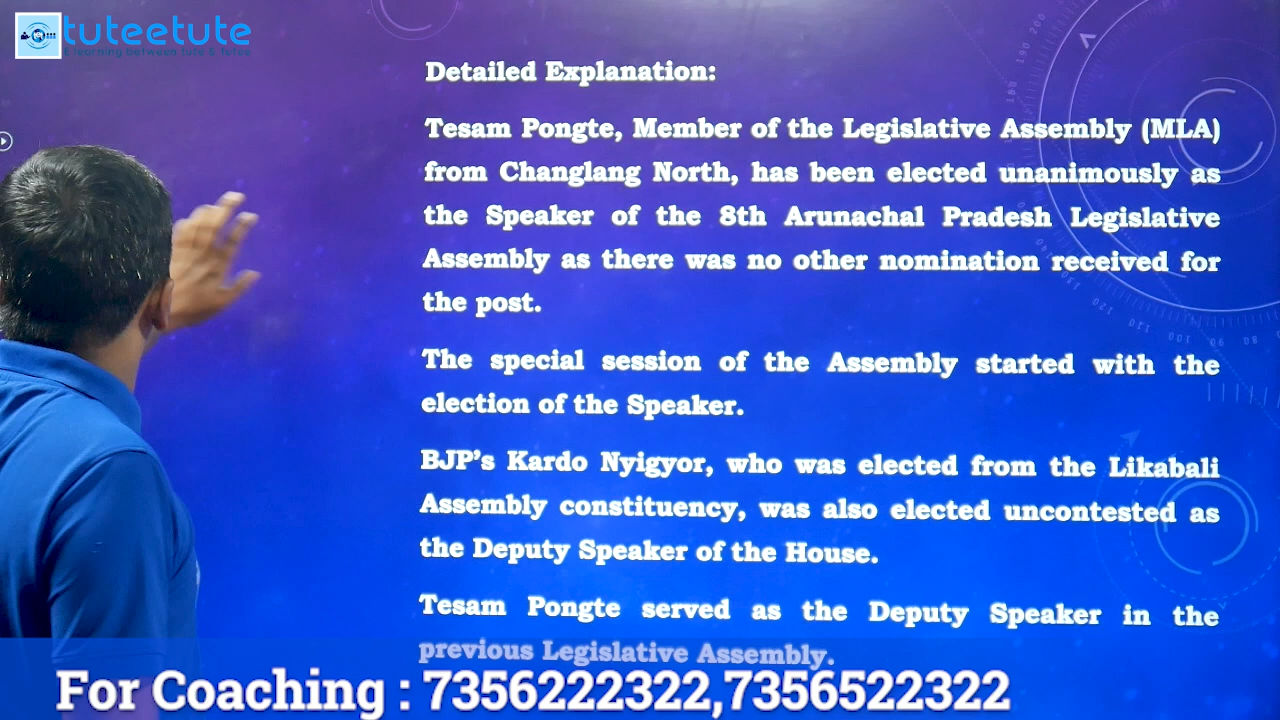 tuteetute
E learning between tute & tutee
Detailed Explanation:
Tesam Pongte, Member of the Legislative Assembly (MLA)
from Changlang North, has been elected unanimously as
the Speaker of the 8th Arunachal Pradesh Legislative
Assembly as there was no other nomination received for
the post.
The special session of the Assembly started with the
election of the Speaker.
BJP's Kardo Nyigyor, who was elected from the Likabali
Assembly constituency, was also elected uncontested as
the Deputy Speaker of the House.
Tesam Pongte served as the Deputy Speaker in the
previous Legislative Assembly.
For Coaching : 7356222322,7356522322